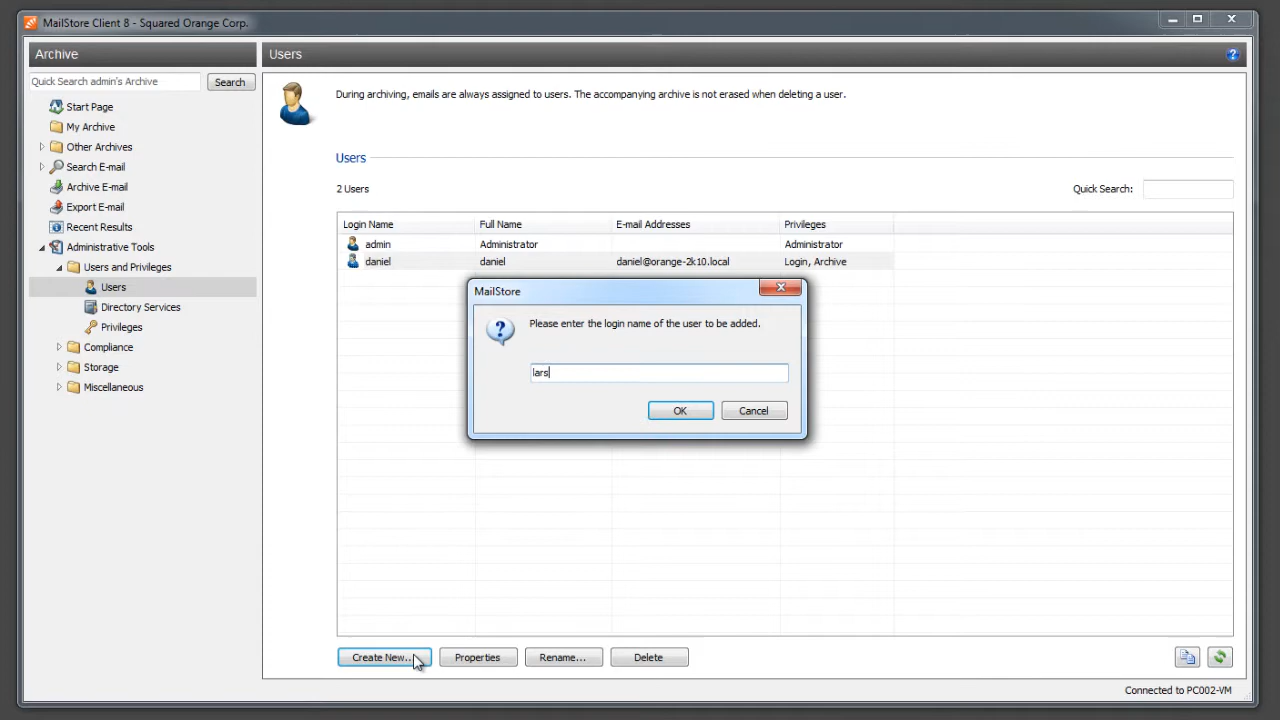 MailStore Client 8 - Squared Orange Corp.
Archive
Users
Quick Search admin's Archive
Search
Start Page
My Archive
Other Archives
Search E-mail
Archive E-mail
Export E-mail
Recent Results
Administrative Tools
Users and Privileges
Users
Directory Services
Privileges
Compliance
Storage
Miscellaneous
During archiving, emails are always assigned to users. The accompanying archive is not erased when deleting a user.
Users
2 Users
Quick Search:
Login Name Full Name E-mail Addresses Privileges
admin Administrator Administrator
daniel daniel daniel@orange-2k10.local Login, Archive
MailStore
Please enter the login name of the user to be added.
lars
OK Cancel
Create New... Properties Rename... Delete
Connected to PC002-VM